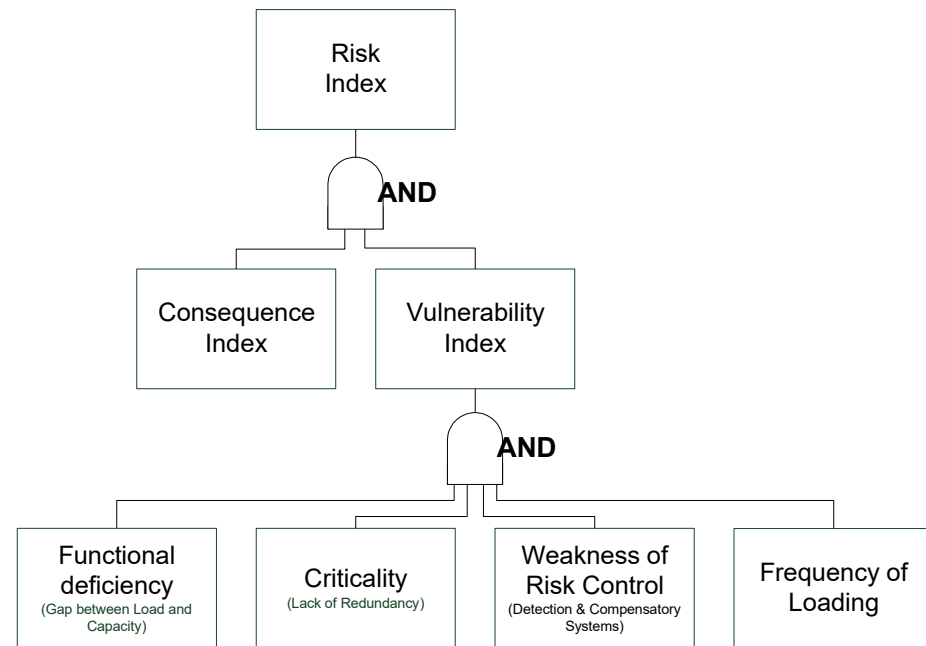 Risk
Index
AND
Consequence
Index
Vulnerability
Index
AND
Functional
deficiency
(Gap between Load and
Capacity)
Criticality
(Lack of Redundancy)
Weakness of
Risk Control
(Detection & Compensatory
Systems)
Frequency of
Loading